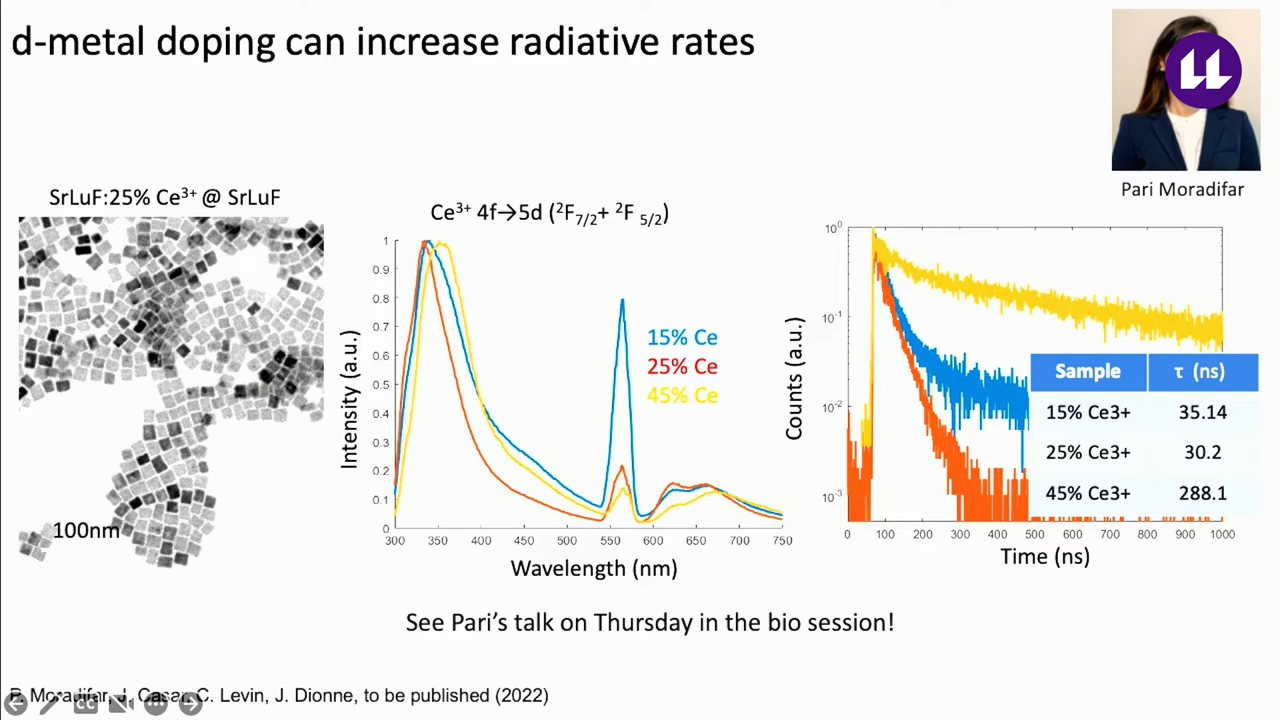 d-metal doping can increase radiative rates
Pari Moradifar
SrLuF:25% Ce³⁺ @ SrLuF
100nm
Ce³⁺ 4f→5d (²F₇/₂+ ²F ₅/₂)
Intensity (a.u.)
1
0.9
0.8
0.7
0.6
0.5
0.4
0.3
0.2
0.1
0
300 350 400 450 500 550 600 650 700 750
Wavelength (nm)
15% Ce
25% Ce
45% Ce
Counts (a.u.)
10⁰
10⁻¹
10⁻²
10⁻³
0 100 200 300 400 500 600 700 800 900 1000
Time (ns)
Sample τ (ns)
15% Ce3+ 35.14
25% Ce3+ 30.2
45% Ce3+ 288.1
See Pari’s talk on Thursday in the bio session!
P. Moradifar, J. Casar, C. Levin, J. Dionne, to be published (2022)
CC